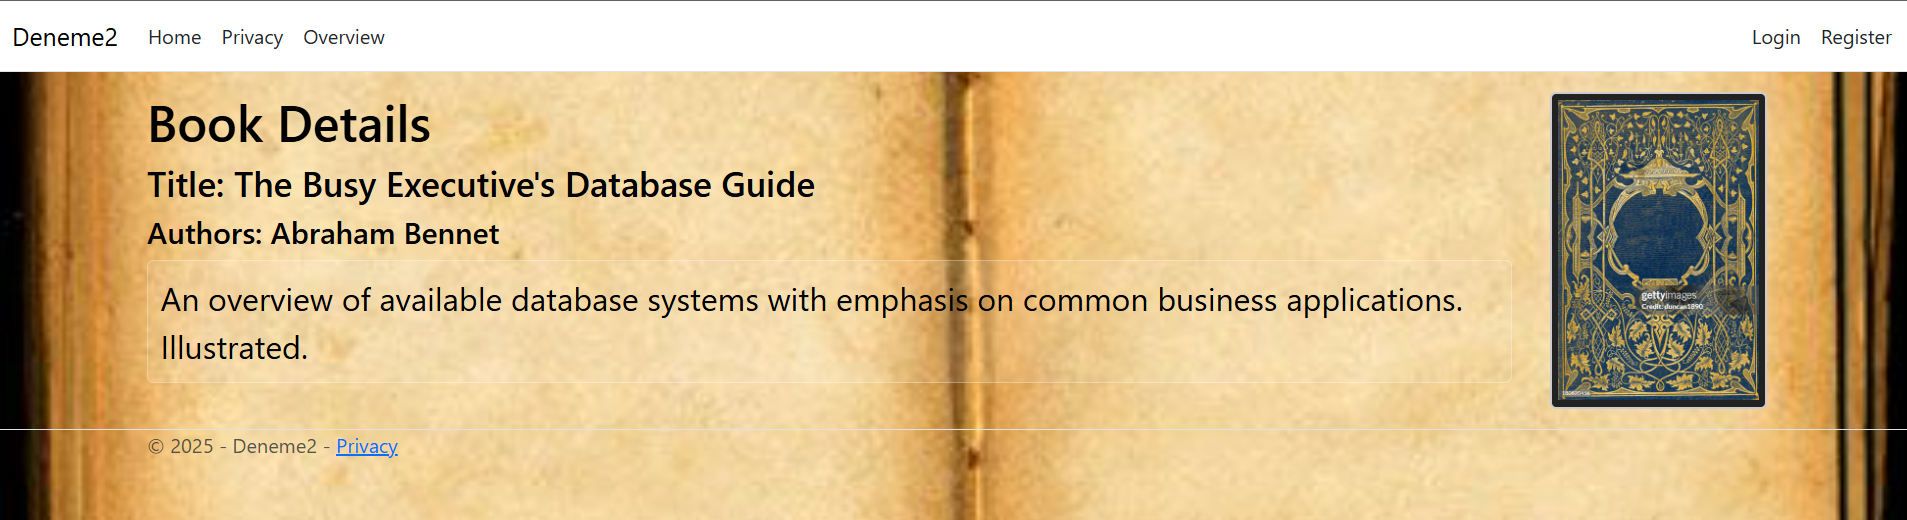 Deneme2 Home Privacy Overview Login Register
Book Details
Title: The Busy Executive's Database Guide
Authors: Abraham Bennet
An overview of available database systems with emphasis on common business applications.
Illustrated.
gettyimages
Credit: duncan1890
© 2025 - Deneme2 - Privacy